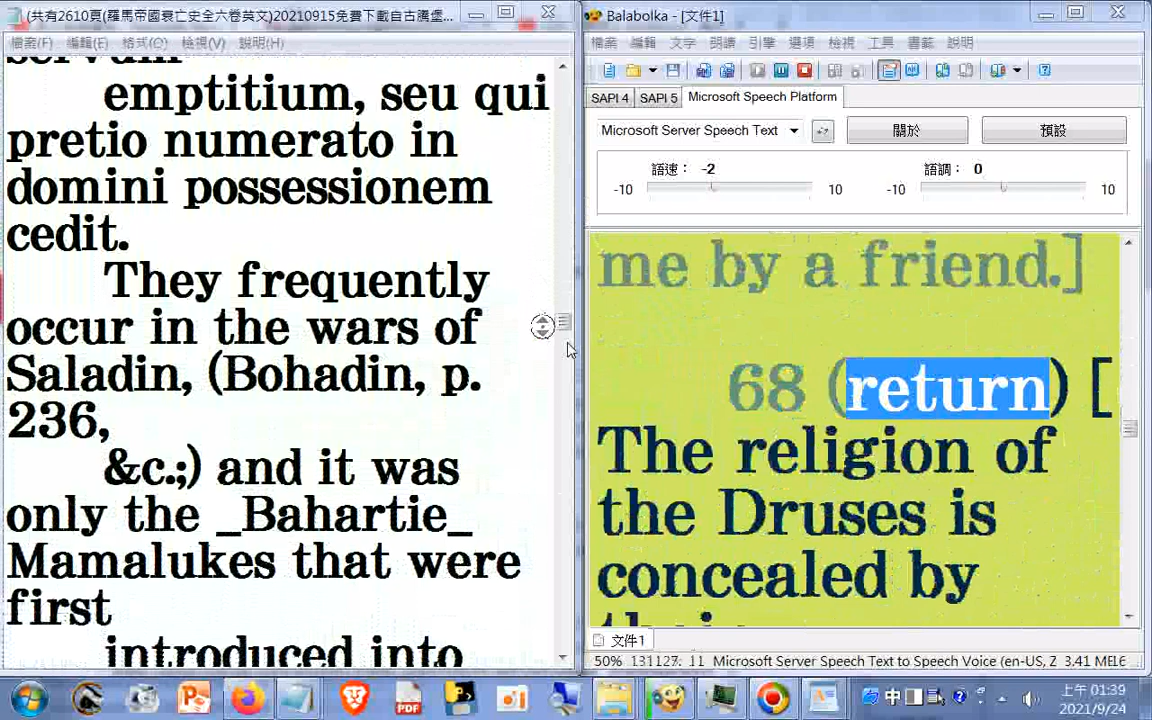 (共有2610頁(羅馬帝國衰亡史全六卷英文)20210915免費下載自古騰堡...
檔案(F) 編輯(E) 格式(O) 檢視(V) 說明(H)
servum
emptitium, seu qui
pretio numerato in
domini possessionem
cedit.
They frequently
occur in the wars of
Saladin, (Bohadin, p.
236,
&c.;) and it was
only the _Bahartie_
Mamalukes that were
first
introduced into
Balabolka - [文件1]
檔案 編輯 文字 朗讀 引擎 選項 檢視 工具 書籤 說明
SAPI 4 SAPI 5 Microsoft Speech Platform
Microsoft Server Speech Text 關於 預設
語速： -2 語調： 0
-10 10 -10 10
me by a friend.]
68 (return) [
The religion of
the Druses is
concealed by
their
文件1
50% 131127: 11 Microsoft Server Speech Text to Speech Voice (en-US, Z 3.41 МБ
PDF 中 上午 01:39
2021/9/24